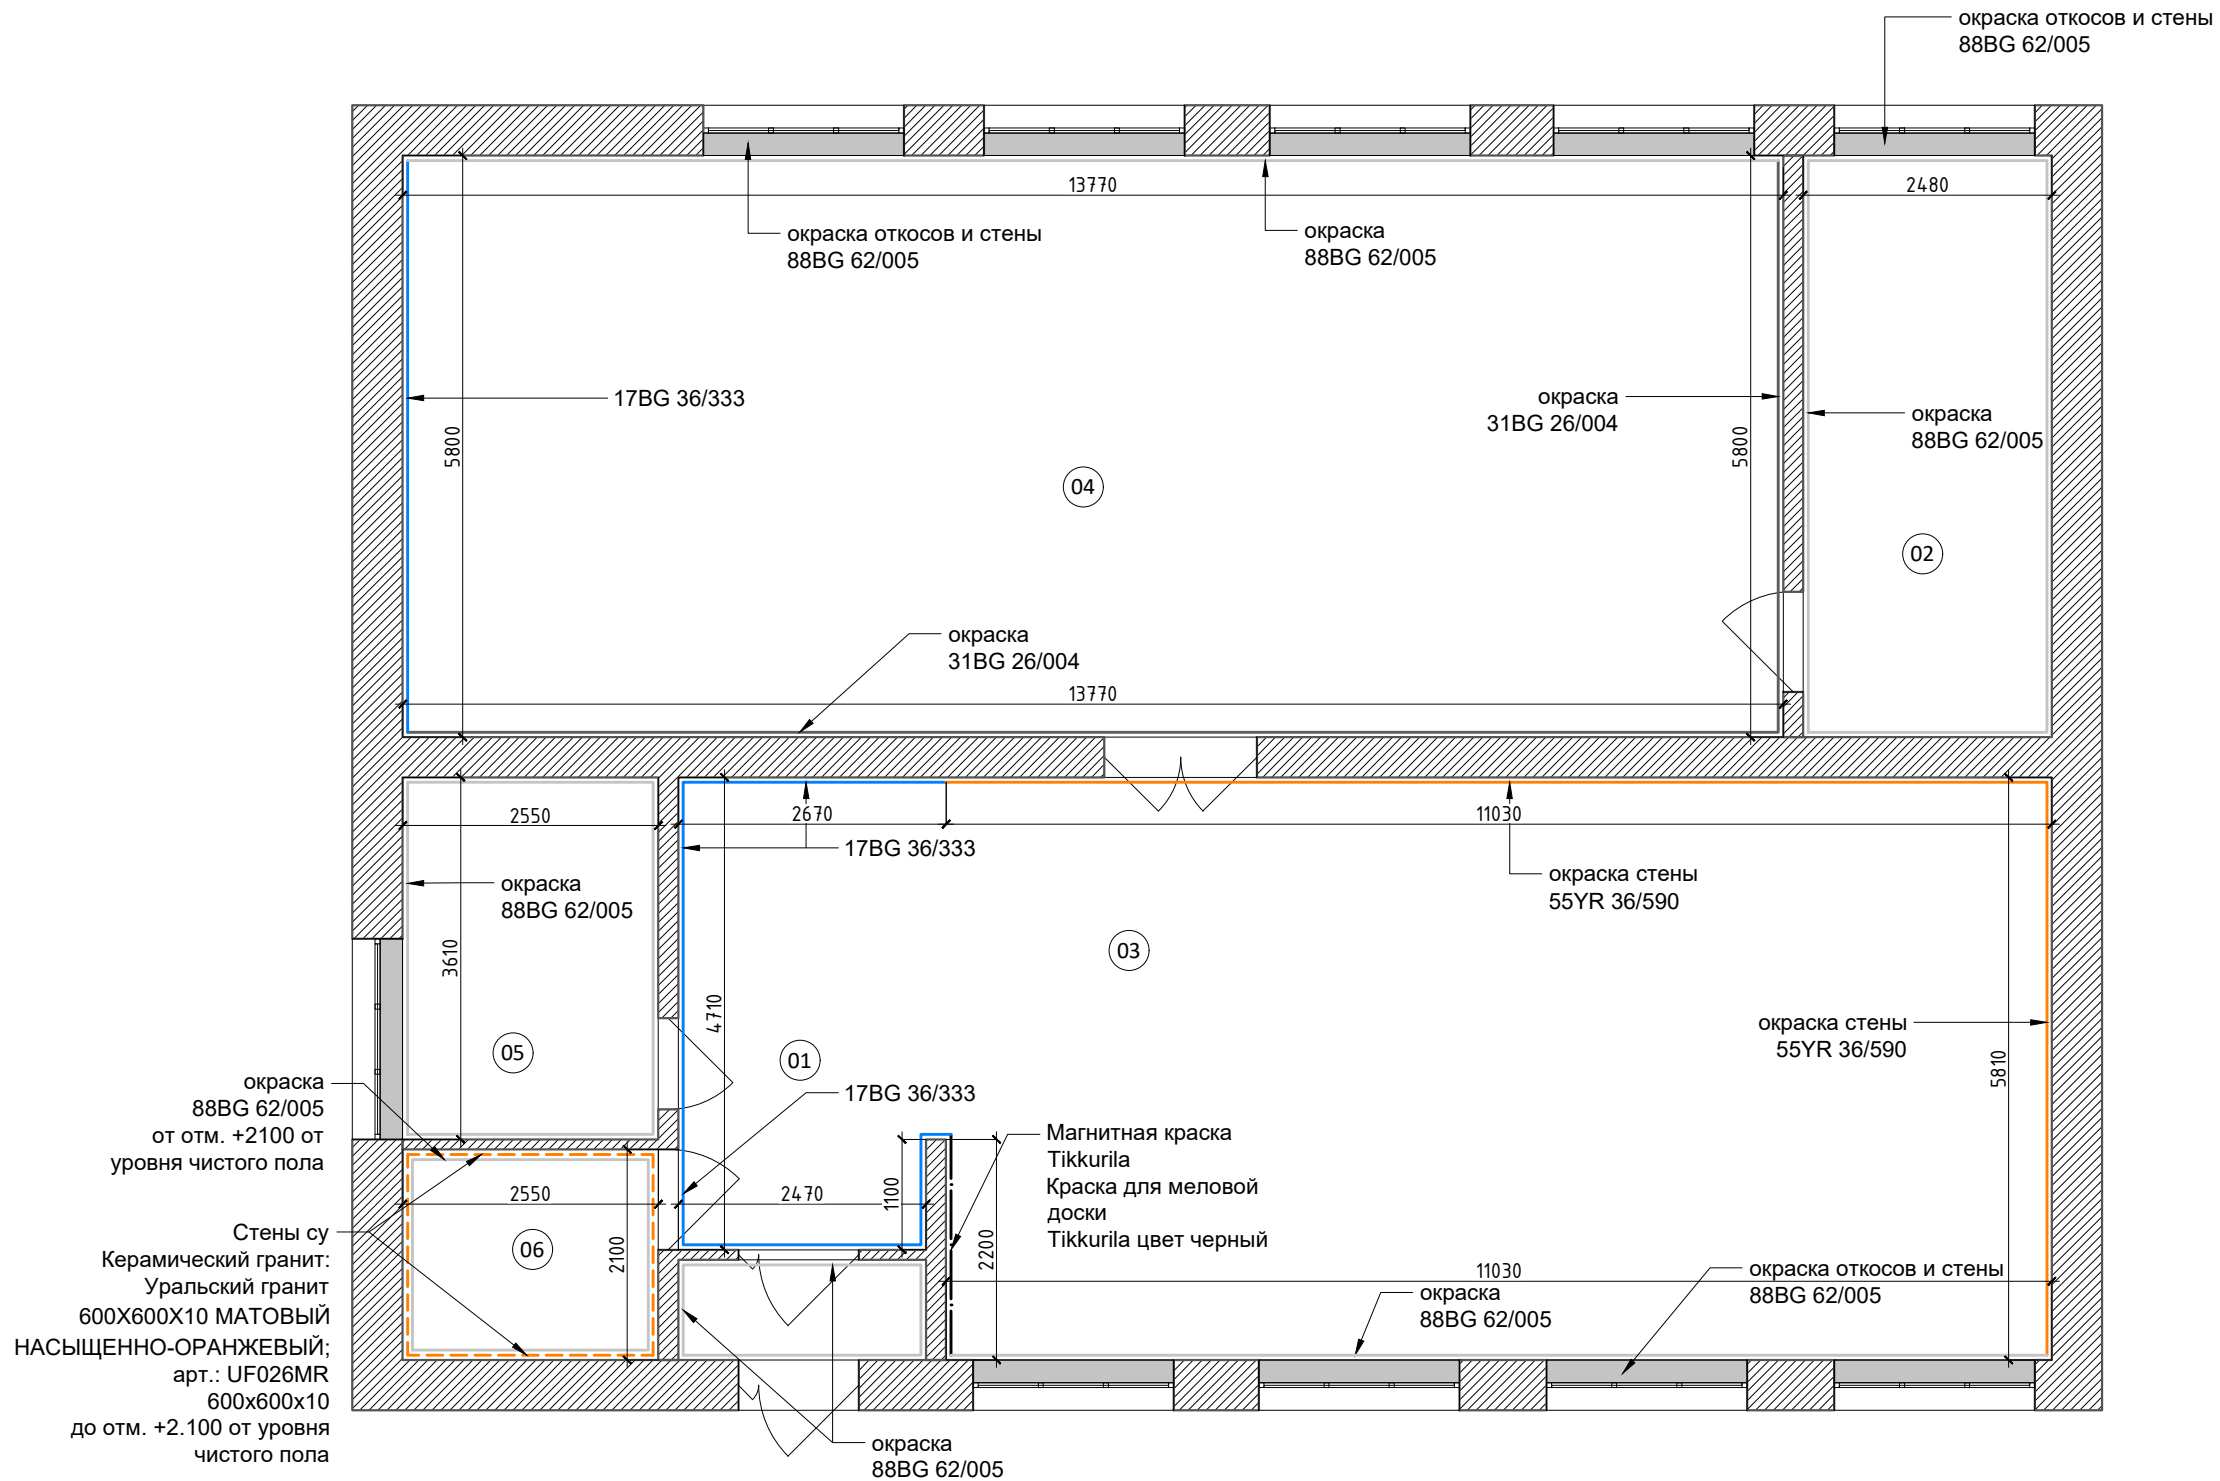 окраска откосов и стены
88BG 62/005
13770
2480
окраска откосов и стены
88BG 62/005
окраска
88BG 62/005
17BG 36/333
окраска
31BG 26/004
окраска
88BG 62/005
5800
5800
04
02
окраска
31BG 26/004
13770
2550
2670
11030
17BG 36/333
окраска стены
55YR 36/590
окраска
88BG 62/005
3610
4710
03
окраска стены
55YR 36/590
5810
05
01
17BG 36/333
окраска
88BG 62/005
от отм. +2100 от
уровня чистого пола
Магнитная краска
Tikkurila
Краска для меловой
доски
Tikkurila цвет черный
2550
2470
1100
2200
2100
06
Стены су
Керамический гранит:
Уральский гранит
600Х600Х10 МАТОВЫЙ
НАСЫЩЕННО-ОРАНЖЕВЫЙ;
арт.: UF026MR
600х600х10
до отм. +2.100 от уровня
чистого пола
11030
окраска откосов и стены
88BG 62/005
окраска
88BG 62/005
окраска
88BG 62/005